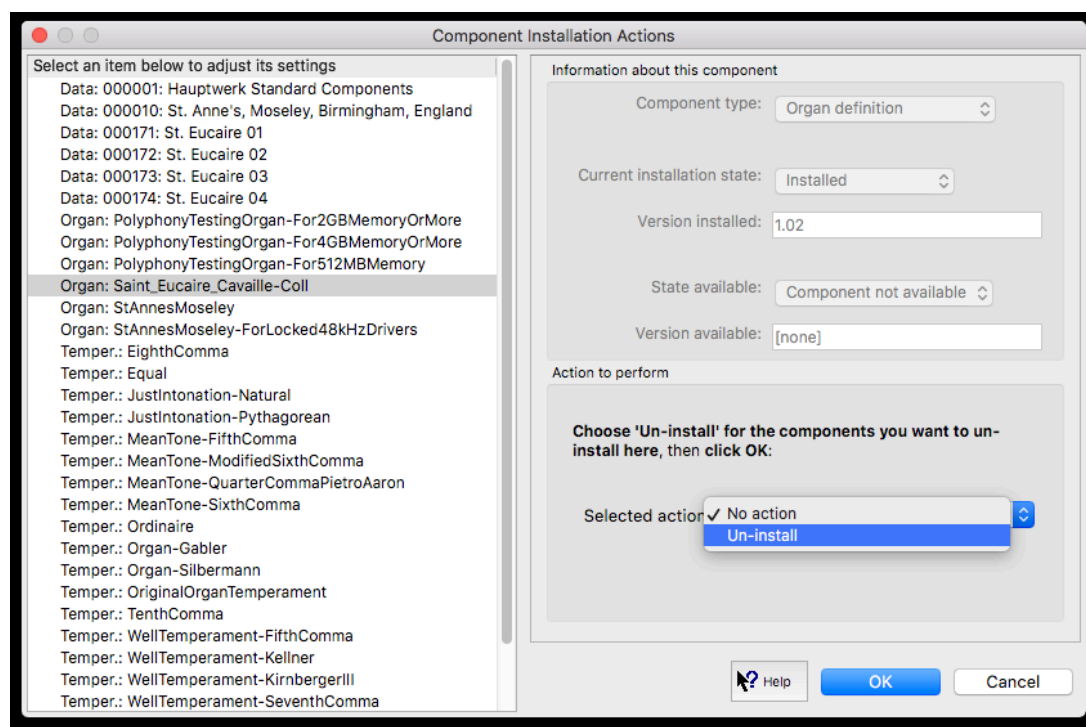 Component Installation Actions
Select an item below to adjust its settings
Data: 000001: Hauptwerk Standard Components
Data: 000010: St. Anne's, Moseley, Birmingham, England
Data: 000171: St. Eucaire 01
Data: 000172: St. Eucaire 02
Data: 000173: St. Eucaire 03
Data: 000174: St. Eucaire 04
Organ: PolyphonyTestingOrgan-For2GBMemoryOrMore
Organ: PolyphonyTestingOrgan-For4GBMemoryOrMore
Organ: PolyphonyTestingOrgan-For512MBMemory
Organ: Saint_Eucaire_Cavaille-Coll
Organ: StAnnesMoseley
Organ: StAnnesMoseley-ForLocked48kHzDrivers
Temper.: EighthComma
Temper.: Equal
Temper.: JustIntonation-Natural
Temper.: JustIntonation-Pythagorean
Temper.: MeanTone-FifthComma
Temper.: MeanTone-ModifiedSixthComma
Temper.: MeanTone-QuarterCommaPietroAaron
Temper.: MeanTone-SixthComma
Temper.: Ordinaire
Temper.: Organ-Gabler
Temper.: Organ-Silbermann
Temper.: OriginalOrganTemperament
Temper.: TenthComma
Temper.: WellTemperament-FifthComma
Temper.: WellTemperament-Kellner
Temper.: WellTemperament-KirnbergerIII
Temper.: WellTemperament-SeventhComma
Information about this component
Component type: Organ definition
Current installation state: Installed
Version installed: 1.02
State available: Component not available
Version available: [none]
Action to perform
Choose 'Un-install' for the components you want to un-
install here, then click OK:
Selected action ✓ No action
Un-install
? Help OK Cancel